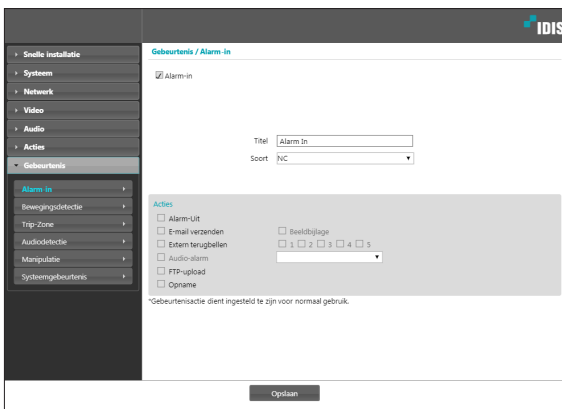 IDIS
Snelle installatie
Systeem
Netwerk
Video
Audio
Acties
Gebeurtenis
Alarm-in
Bewegingsdetectie
Trip-Zone
Audiodetectie
Manipulatie
Systeemgebeurtenis
Gebeurtenis / Alarm-in
Alarm-in
Titel Alarm In
Soort NC
Acties
Alarm-Uit
E-mail verzenden Beeldbijlage
Extern terugbellen 1 2 3 4 5
Audio-alarm
FTP-upload
Opname
*Gebeurtenisactie dient ingesteld te zijn voor normaal gebruik.
Opslaan